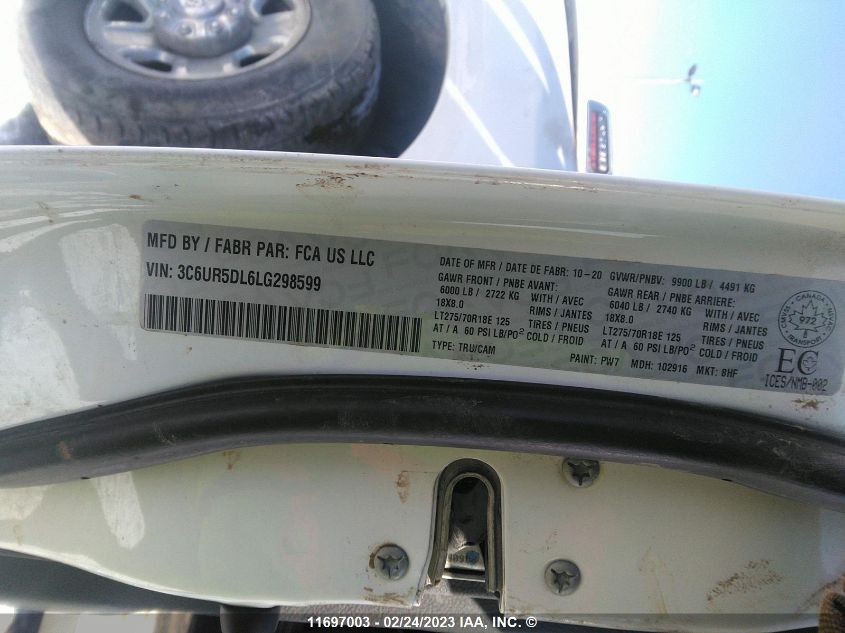 MFD BY / FABR PAR: FCA US LLC
VIN: 3C6UR5DL6LG298599
DATE OF MFR / DATE DE FABR: 10-20 GVWR/PNBV: 9900 LB / 4491 KG
GAWR FRONT / PNBE AVANT:
6000 LB / 2722 KG WITH / AVEC
18X8.0 RIMS / JANTES
LT275/70R18E 125 TIRES / PNEUS
AT / A 60 PSI LB/PO² COLD / FROID
GAWR REAR / PNBE ARRIERE:
6040 LB / 2740 KG WITH / AVEC
18X8.0 RIMS / JANTES
LT275/70R18E 125 TIRES / PNEUS
AT / A 60 PSI LB/PO² COLD / FROID
TYPE: TRU/CAM PAINT: PW7 MDH: 102916 MKT: 8HF
CANADA
972
TRANSPORT
EC
ICES/NMB-002
11697003 - 02/24/2023 IAA, Inc.